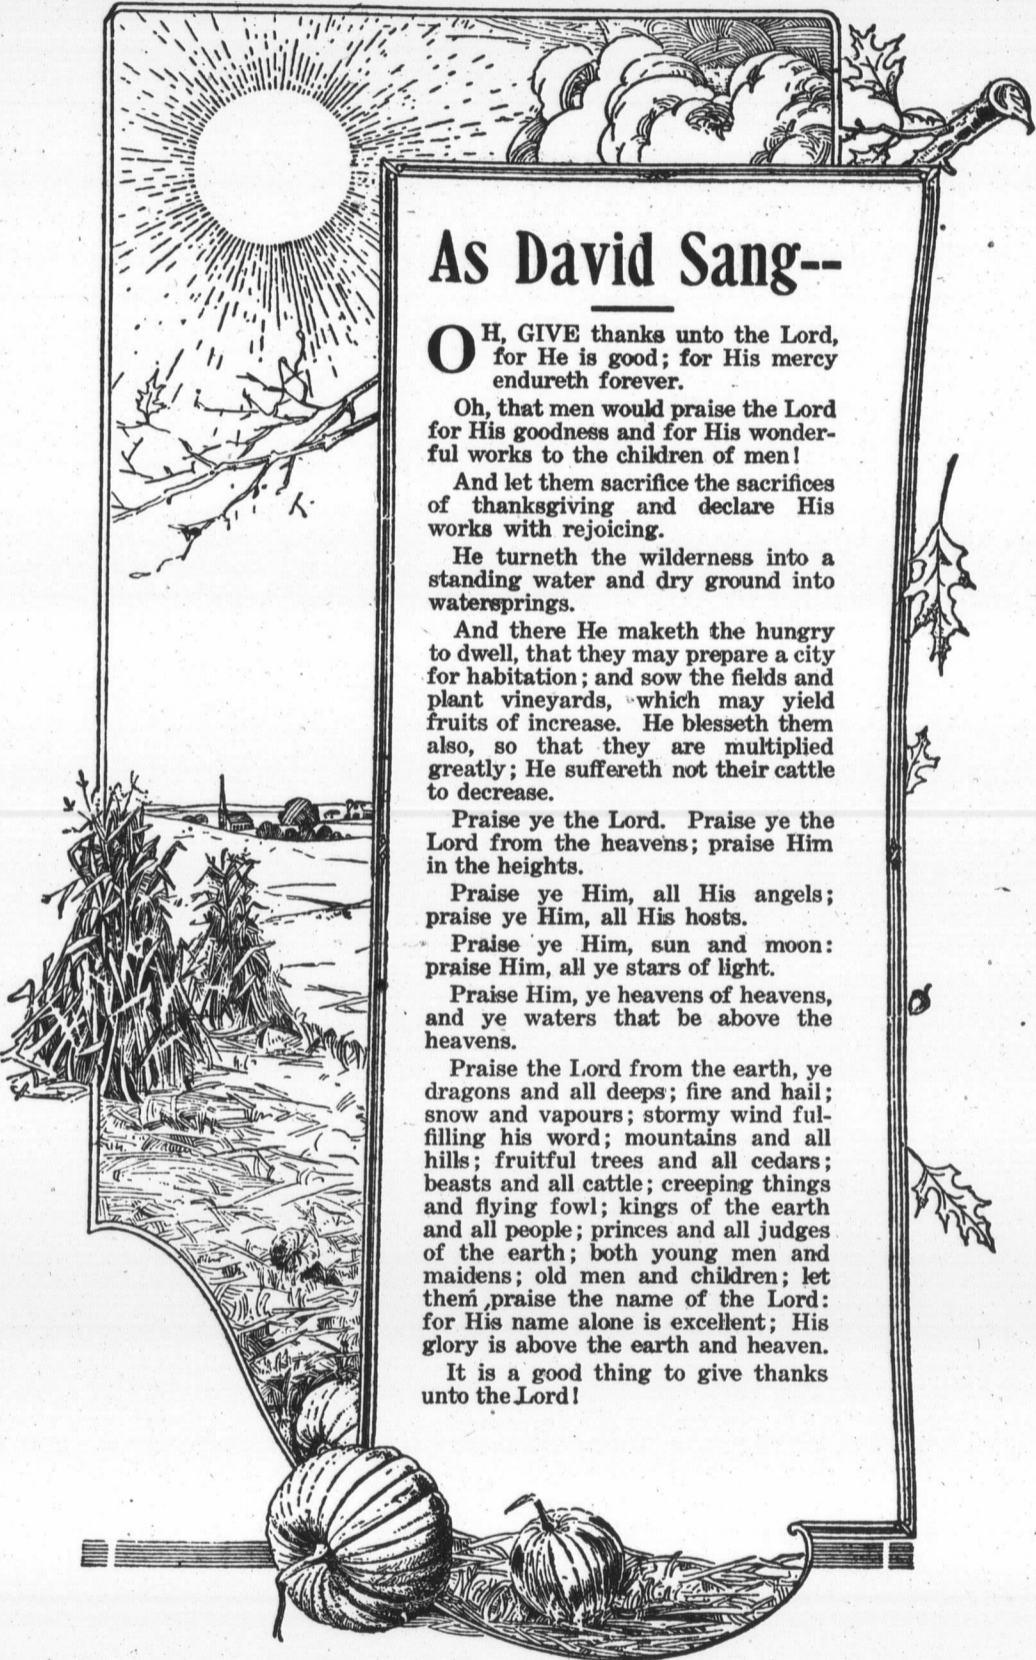 As David Sang--
OH, GIVE thanks unto the Lord,
for He is good; for His mercy
endureth forever.
Oh, that men would praise the Lord
for His goodness and for His wonder-
ful works to the children of men!
And let them sacrifice the sacrifices
of thanksgiving and declare His
works with rejoicing.
He turneth the wilderness into a
standing water and dry ground into
watersprings.
And there He maketh the hungry
to dwell, that they may prepare a city
for habitation; and sow the fields and
plant vineyards, which may yield
fruits of increase. He blesseth them
also, so that they are multiplied
greatly; He suffereth not their cattle
to decrease.
Praise ye the Lord. Praise ye the
Lord from the heavens; praise Him
in the heights.
Praise ye Him, all His angels;
praise ye Him, all His hosts.
Praise ye Him, sun and moon:
praise Him, all ye stars of light.
Praise Him, ye heavens of heavens,
and ye waters that be above the
heavens.
Praise the Lord from the earth, ye
dragons and all deeps; fire and hail;
snow and vapours; stormy wind ful-
filling his word; mountains and all
hills; fruitful trees and all cedars;
beasts and all cattle; creeping things
and flying fowl; kings of the earth
and all people; princes and all judges
of the earth; both young men and
maidens; old men and children; let
them praise the name of the Lord:
for His name alone is excellent; His
glory is above the earth and heaven.
It is a good thing to give thanks
unto the Lord!